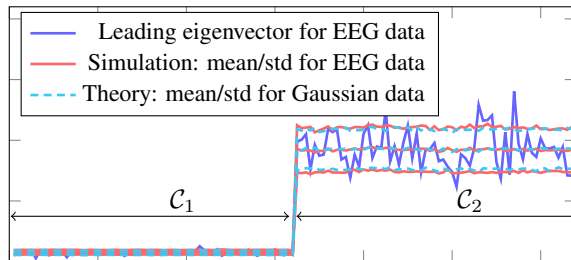 Leading eigenvector for EEG data
Simulation: mean/std for EEG data
Theory: mean/std for Gaussian data
C₁ C₂